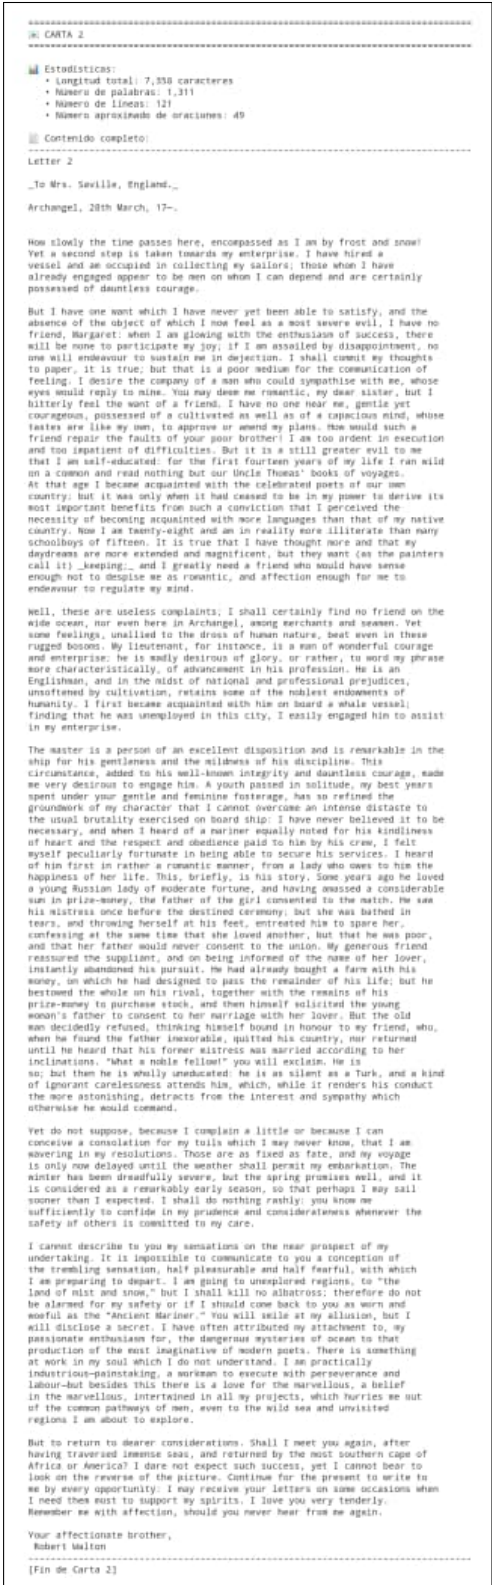 ================================================================================
CARTA 2
================================================================================
Estadísticas:
• Longitud total: 7,358 caracteres
• Número de palabras: 1,311
• Número de líneas: 121
• Número aproximado de oraciones: 49
Contenido completo:
--------------------------------------------------------------------------------
Letter 2
_To Mrs. Saville, England._
Archangel, 28th March, 17—.
How slowly the time passes here, encompassed as I am by frost and snow!
Yet a second step is taken towards my enterprise. I have hired a
vessel and am occupied in collecting my sailors; those whom I have
already engaged appear to be men on whom I can depend and are certainly
possessed of dauntless courage.
But I have one want which I have never yet been able to satisfy, and the
absence of the object of which I now feel as a most severe evil, I have no
friend, Margaret: when I am glowing with the enthusiasm of success, there
will be none to participate my joy; if I am assailed by disappointment, no
one will endeavour to sustain me in dejection. I shall commit my thoughts
to paper, it is true; but that is a poor medium for the communication of
feeling. I desire the company of a man who could sympathise with me, whose
eyes would reply to mine. You may deem me romantic, my dear sister, but I
bitterly feel the want of a friend. I have no one near me, gentle yet
courageous, possessed of a cultivated as well as of a capacious mind, whose
tastes are like my own, to approve or amend my plans. How would such a
friend repair the faults of your poor brother! I am too ardent in execution
and too impatient of difficulties. But it is a still greater evil to me
that I am self-educated: for the first fourteen years of my life I ran wild
on a common and read nothing but our Uncle Thomas' books of voyages.
At that age I became acquainted with the celebrated poets of our own
country; but it was only when it had ceased to be in my power to derive its
most important benefits from such a conviction that I perceived the
necessity of becoming acquainted with more languages than that of my native
country. Now I am twenty-eight and am in reality more illiterate than many
schoolboys of fifteen. It is true that I have thought more and that my
daydreams are more extended and magnificent, but they want (as the painters
call it) _keeping;_ and I greatly need a friend who would have sense
enough not to despise me as romantic, and affection enough for me to
endeavour to regulate my mind.
Well, these are useless complaints; I shall certainly find no friend on the
wide ocean, nor even here in Archangel, among merchants and seamen. Yet
some feelings, unallied to the dross of human nature, beat even in these
rugged bosoms. My lieutenant, for instance, is a man of wonderful courage
and enterprise; he is madly desirous of glory, or rather, to word my phrase
more characteristically, of advancement in his profession. He is an
Englishman, and in the midst of national and professional prejudices,
unsoftened by cultivation, retains some of the noblest endowments of
humanity. I first became acquainted with him on board a whale vessel;
finding that he was unemployed in this city, I easily engaged him to assist
in my enterprise.
The master is a person of an excellent disposition and is remarkable in the
ship for his gentleness and the mildness of his discipline. This
circumstance, added to his well-known integrity and dauntless courage, made
me very desirous to engage him. A youth passed in solitude, my best years
spent under your gentle and feminine fosterage, has so refined the
groundwork of my character that I cannot overcome an intense distaste to
the usual brutality exercised on board ship: I have never believed it to be
necessary, and when I heard of a mariner equally noted for his kindliness
of heart and the respect and obedience paid to him by his crew, I felt
myself peculiarly fortunate in being able to secure his services. I heard
of him first in rather a romantic manner, from a lady who owes to him the
happiness of her life. This, briefly, is his story. Some years ago he loved
a young Russian lady of moderate fortune, and having amassed a considerable
sum in prize-money, the father of the girl consented to the match. He saw
his mistress once before the destined ceremony; but she was bathed in
tears, and throwing herself at his feet, entreated him to spare her,
confessing at the same time that she loved another, but that he was poor,
and that her father would never consent to the union. My generous friend
reassured the suppliant, and on being informed of the name of her lover,
instantly abandoned his pursuit. He had already bought a farm with his
money, on which he had designed to pass the remainder of his life; but he
bestowed the whole on his rival, together with the remains of his
prize-money to purchase stock, and then himself solicited the young
woman's father to consent to her marriage with her lover. But the old
man decidedly refused, thinking himself bound in honour to my friend, who,
when he found the father inexorable, quitted his country, nor returned
until he heard that his former mistress was married according to her
inclinations. "What a noble fellow!" you will exclaim. He is
so; but then he is wholly uneducated: he is as silent as a Turk, and a kind
of ignorant carelessness attends him, which, while it renders his conduct
the more astonishing, detracts from the interest and sympathy which
otherwise he would command.
Yet do not suppose, because I complain a little or because I can
conceive a consolation for my toils which I may never know, that I am
wavering in my resolutions. Those are as fixed as fate, and my voyage
is only now delayed until the weather shall permit my embarkation. The
winter has been dreadfully severe, but the spring promises well, and it
is considered as a remarkably early season, so that perhaps I may sail
sooner than I expected. I shall do nothing rashly: you know me
sufficiently to confide in my prudence and considerateness whenever the
safety of others is committed to my care.
I cannot describe to you my sensations on the near prospect of my
undertaking. It is impossible to communicate to you a conception of
the trembling sensation, half pleasurable and half fearful, with which
I am preparing to depart. I am going to unexplored regions, to "the
land of mist and snow," but I shall kill no albatross; therefore do not
be alarmed for my safety or if I should come back to you as worn and
woeful as the "Ancient Mariner." You will smile at my allusion, but I
will disclose a secret. I have often attributed my attachment to, my
passionate enthusiasm for, the dangerous mysteries of ocean to that
production of the most imaginative of modern poets. There is something
at work in my soul which I do not understand. I am practically
industrious—painstaking, a workman to execute with perseverance and
labour—but besides this there is a love for the marvellous, a belief
in the marvellous, intertwined in all my projects, which hurries me out
of the common pathways of men, even to the wild sea and unvisited
regions I am about to explore.
But to return to dearer considerations. Shall I meet you again, after
having traversed immense seas, and returned by the most southern cape of
Africa or America? I dare not expect such success, yet I cannot bear to
look on the reverse of the picture. Continue for the present to write to
me by every opportunity: I may receive your letters on some occasions when
I need them most to support my spirits. I love you very tenderly.
Remember me with affection, should you never hear from me again.
Your affectionate brother,
Robert Walton
--------------------------------------------------------------------------------
[Fin de Carta 2]